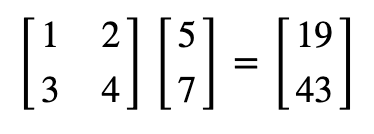 [1 2] [5] = [19]
[3 4] [7] [43]